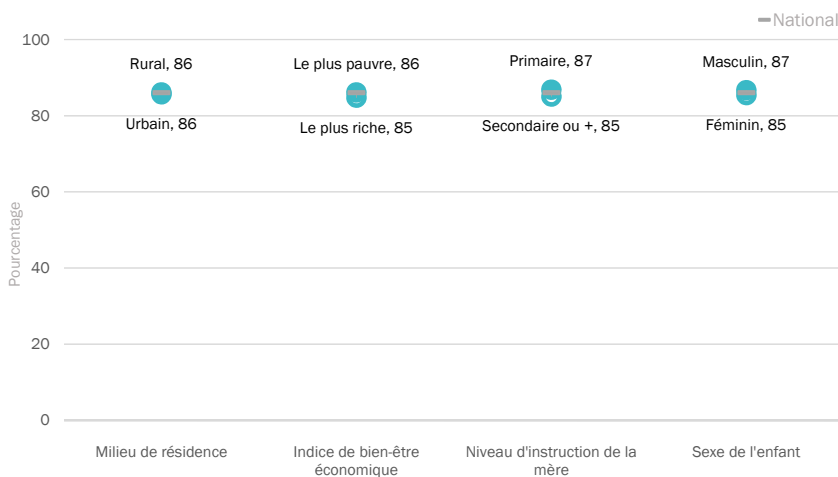 National
100
80
60
40
20
0
Pourcentage
Rural, 86
Urbain, 86
Le plus pauvre, 86
Le plus riche, 85
Primaire, 87
Secondaire ou +, 85
Masculin, 87
Féminin, 85
Milieu de résidence
Indice de bien-être
économique
Niveau d'instruction de la
mère
Sexe de l'enfant